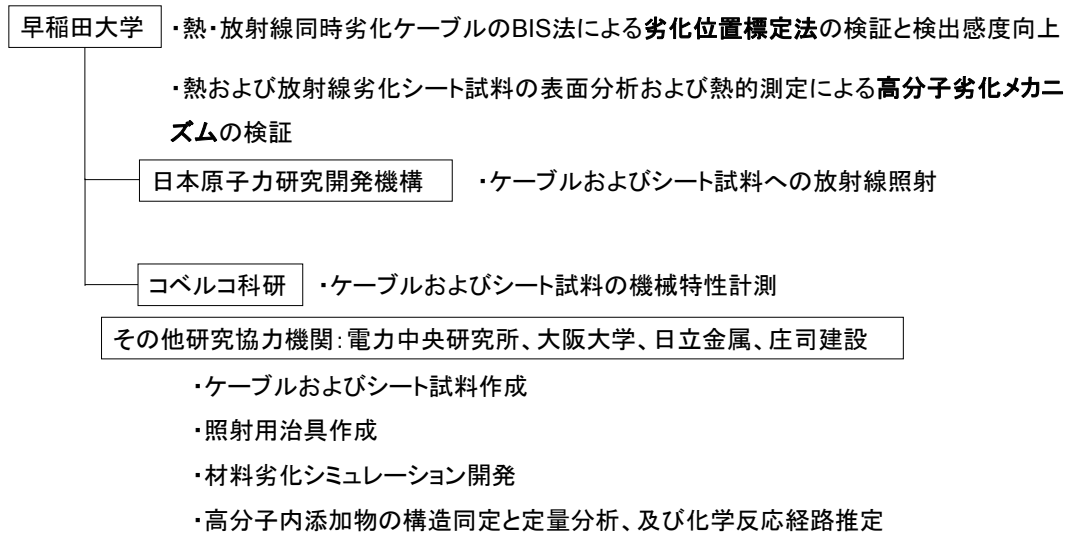 早稲田大学 ・熱・放射線同時劣化ケーブルのBIS法による劣化位置標定法の検証と検出感度向上
・熱および放射線劣化シート試料の表面分析および熱的測定による高分子劣化メカニ
ズムの検証
日本原子力研究開発機構 ・ケーブルおよびシート試料への放射線照射
コベルコ科研 ・ケーブルおよびシート試料の機械特性計測
その他研究協力機関：電力中央研究所、大阪大学、日立金属、庄司建設
・ケーブルおよびシート試料作成
・照射用治具作成
・材料劣化シミュレーション開発
・高分子内添加物の構造同定と定量分析、及び化学反応経路推定